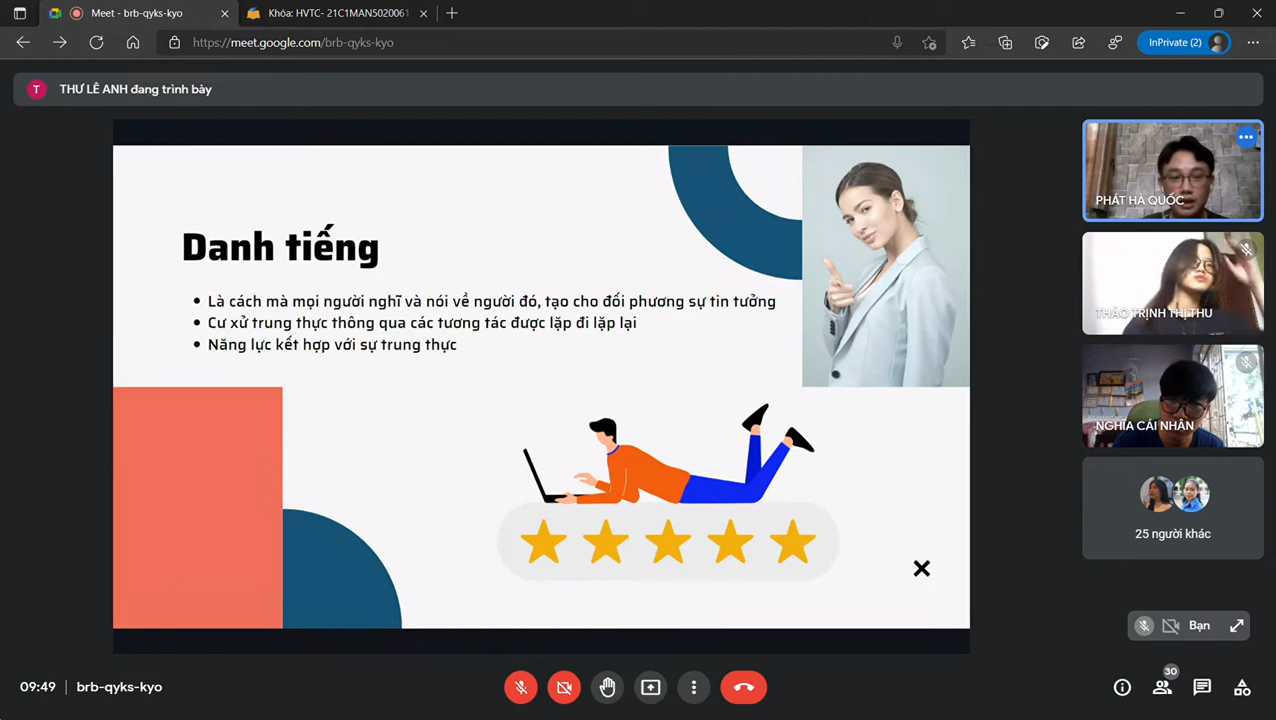 Meet - brb-qyks-kyo
Khóa: HVTC- 21C1MAN5020061
https://meet.google.com/brb-qyks-kyo
InPrivate (2)
T
THƯ LÊ ANH đang trình bày
Danh tiếng
Là cách mà mọi người nghĩ và nói về người đó, tạo cho đối phương sự tin tưởng
Cư xử trung thực thông qua các tương tác được lặp đi lặp lại
Năng lực kết hợp với sự trung thực
PHÁT HÀ QUỐC
THẢO TRỊNH THỊ THU
NGHĨA CÁI NHÂN
25 người khác
Bạn
09:49 | brb-qyks-kyo
30